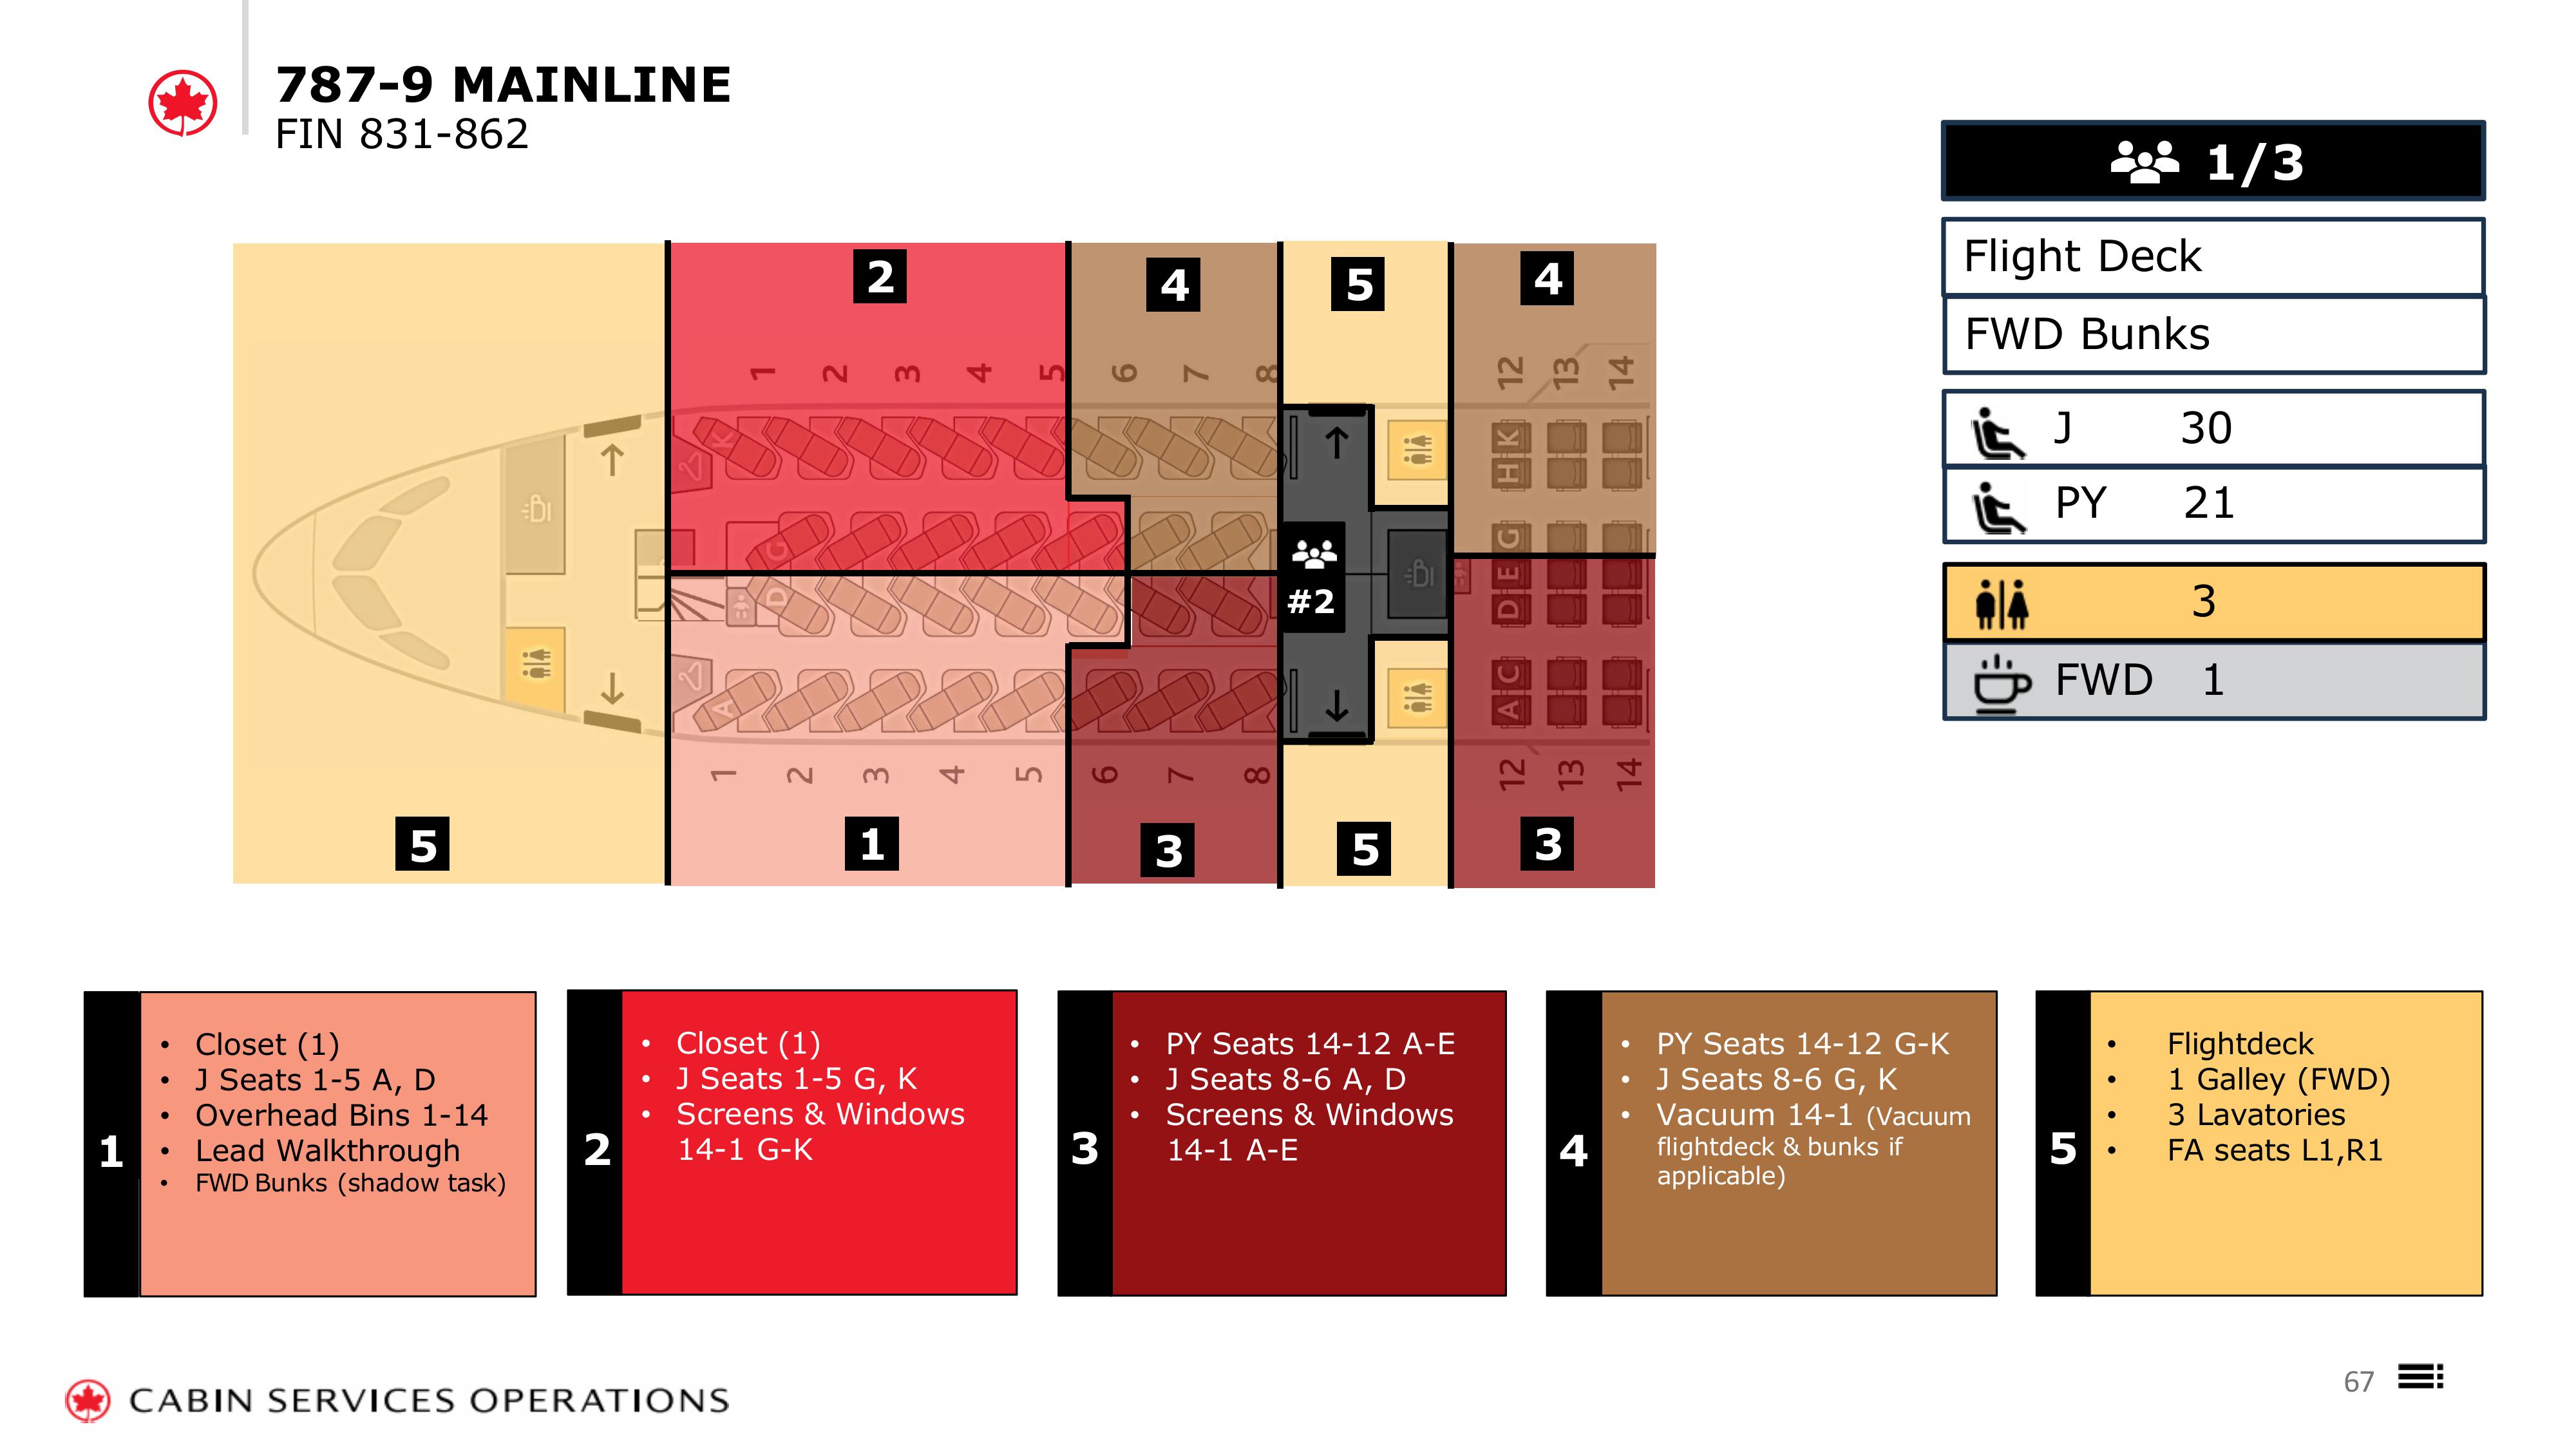 787-9 MAINLINE
FIN 831-862
1/3
Flight Deck
FWD Bunks
J 30
PY 21
3
FWD 1
2
4
5
4
1 2 3 4 5 6 7 8 12 13 14
K
H K
G
G
D
D E
#2
A
A C
1 2 3 4 5 6 7 8 12 13 14
5
1
3
5
3
1
• Closet (1)
• J Seats 1-5 A, D
• Overhead Bins 1-14
• Lead Walkthrough
• FWD Bunks (shadow task)
2
• Closet (1)
• J Seats 1-5 G, K
• Screens & Windows
14-1 G-K
3
• PY Seats 14-12 A-E
• J Seats 8-6 A, D
• Screens & Windows
14-1 A-E
4
• PY Seats 14-12 G-K
• J Seats 8-6 G, K
• Vacuum 14-1 (Vacuum
flightdeck & bunks if
applicable)
5
• Flightdeck
• 1 Galley (FWD)
• 3 Lavatories
• FA seats L1,R1
CABIN SERVICES OPERATIONS
67